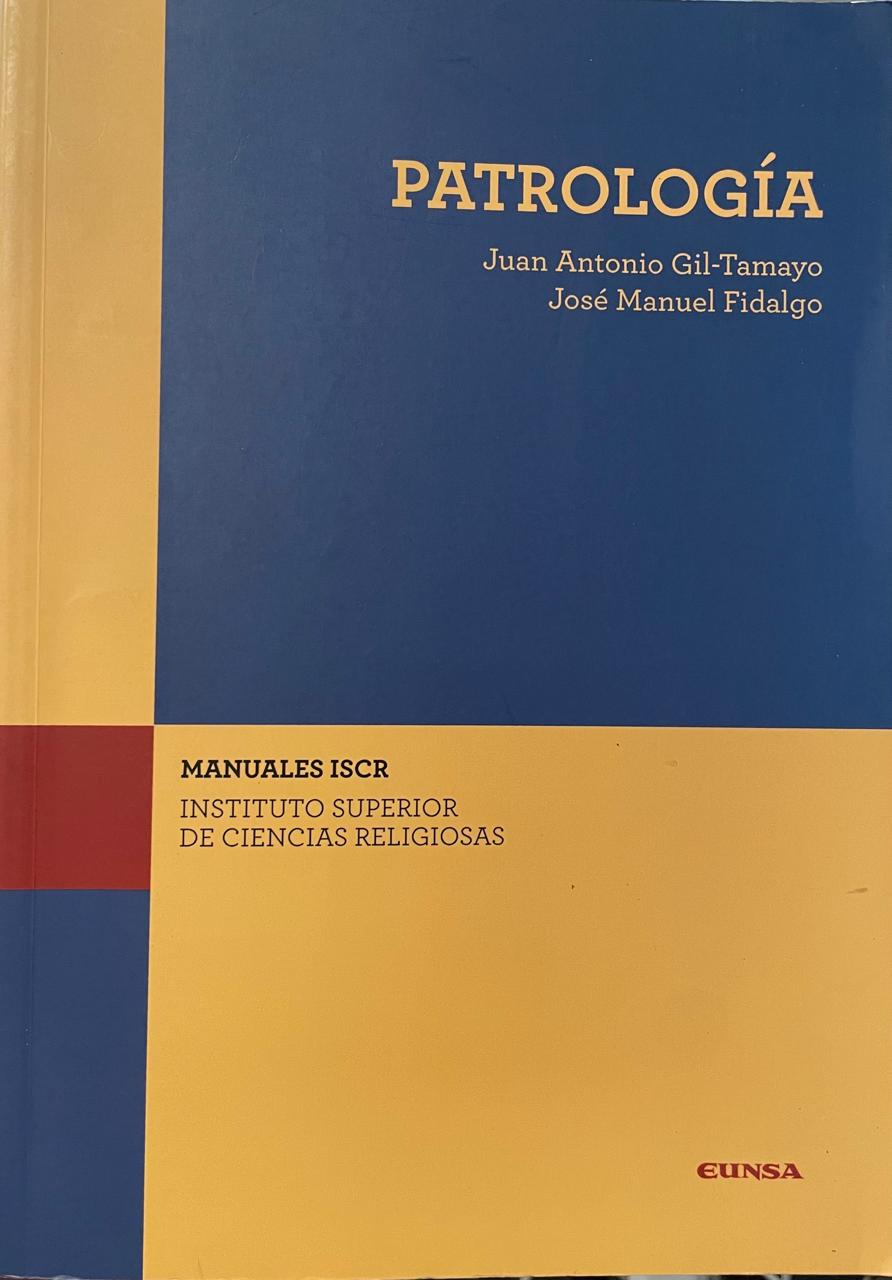 PATROLOGÍA
Juan Antonio Gil-Tamayo
José Manuel Fidalgo
MANUALES ISCR
INSTITUTO SUPERIOR
DE CIENCIAS RELIGIOSAS
EUNSA